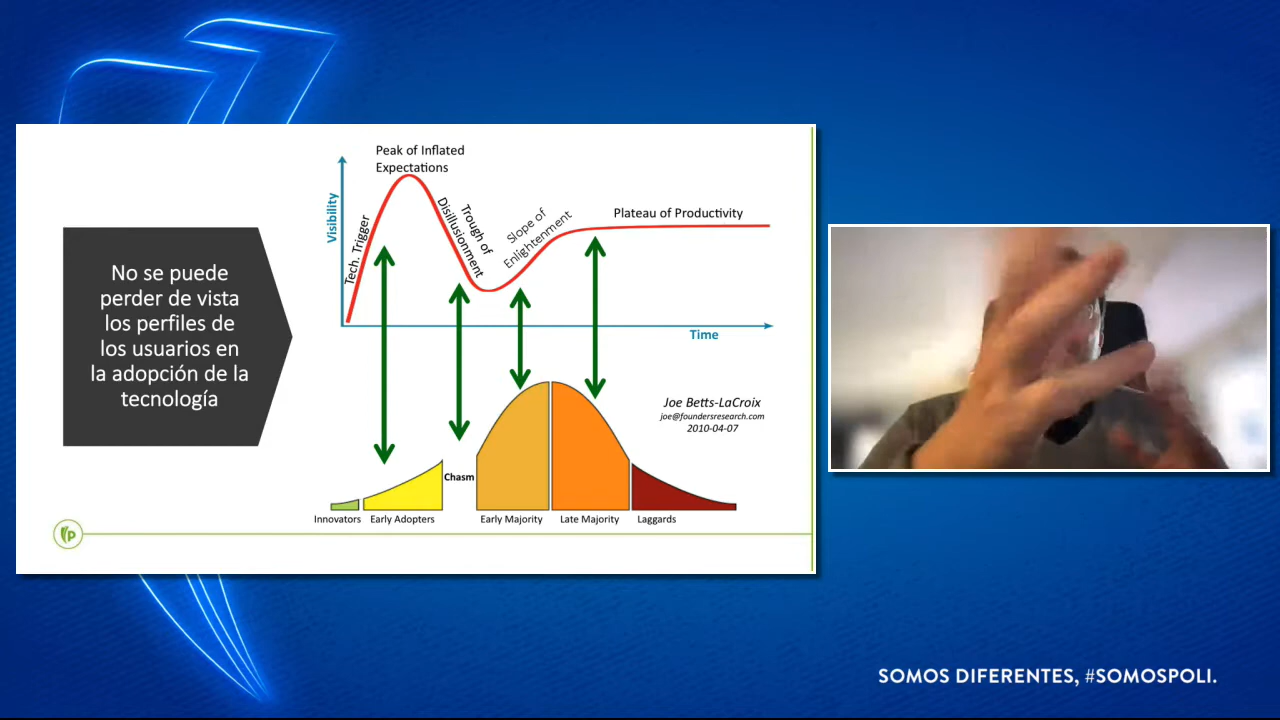 No se puede
perder de vista
los perfiles de
los usuarios en
la adopción de la
tecnología
Peak of Inflated
Expectations
Visibility
Tech. Trigger
Trough of
Disillusionment
Slope of
Enlightenment
Plateau of Productivity
Time
Joe Betts-LaCroix
joe@foundersresearch.com
2010-04-07
Chasm
Innovators
Early Adopters
Early Majority
Late Majority
Laggards
P
SOMOS DIFERENTES, #SOMOSPOLI.